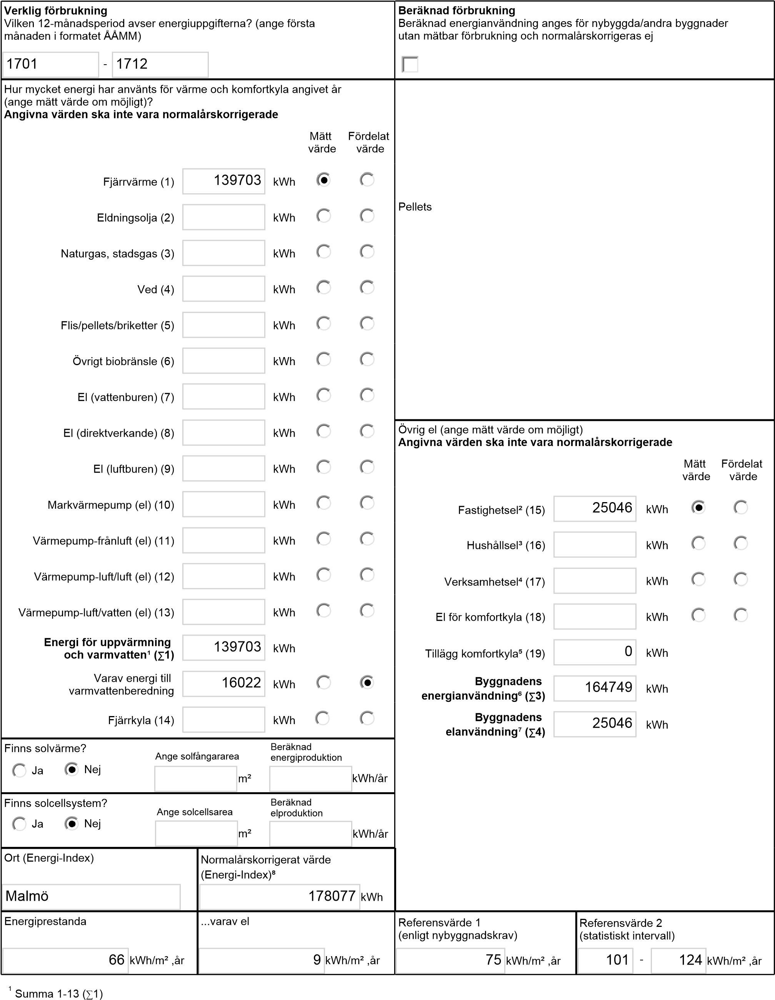 Verklig förbrukning
Vilken 12-månadsperiod avser energiuppgifterna? (ange första
månaden i formatet ÅÅMM)
1701 - 1712
Beräknad förbrukning
Beräknad energianvändning anges för nybyggda/andra byggnader
utan mätbar förbrukning och normalårskorrigeras ej
Hur mycket energi har använts för värme och komfortkyla angivet år
(ange mätt värde om möjligt)?
Angivna värden ska inte vara normalårskorrigerade
Mätt värde Fördelat värde
Fjärrvärme (1) 139703 kWh
Eldningsolja (2) kWh
Naturgas, stadsgas (3) kWh
Ved (4) kWh
Flis/pellets/briketter (5) kWh
Övrigt biobränsle (6) kWh
El (vattenburen) (7) kWh
El (direktverkande) (8) kWh
El (luftburen) (9) kWh
Markvärmepump (el) (10) kWh
Värmepump-frånluft (el) (11) kWh
Värmepump-luft/luft (el) (12) kWh
Värmepump-luft/vatten (el) (13) kWh
Energi för uppvärmning
och varmvatten¹ (∑1) 139703 kWh
Varav energi till
varmvattenberedning 16022 kWh
Fjärrkyla (14) kWh
Pellets
Övrig el (ange mätt värde om möjligt)
Angivna värden ska inte vara normalårskorrigerade
Mätt värde Fördelat värde
Fastighetsel² (15) 25046 kWh
Hushållsel³ (16) kWh
Verksamhetsel⁴ (17) kWh
El för komfortkyla (18) kWh
Tillägg komfortkyla⁵ (19) 0 kWh
Byggnadens
energianvändning⁶ (∑3) 164749 kWh
Byggnadens
elanvändning⁷ (∑4) 25046 kWh
Finns solvärme?
Ja Nej
Ange solfångararea
m²
Beräknad
energiproduktion
kWh/år
Finns solcellsystem?
Ja Nej
Ange solcellsarea
m²
Beräknad
elproduktion
kWh/år
Ort (Energi-Index)
Malmö
Normalårskorrigerat värde
(Energi-Index)⁸
178077 kWh
Energiprestanda
66 kWh/m² ,år
...varav el
9 kWh/m² ,år
Referensvärde 1
(enligt nybyggnadskrav)
75 kWh/m² ,år
Referensvärde 2
(statistiskt intervall)
101 - 124 kWh/m² ,år
¹ Summa 1-13 (∑1)